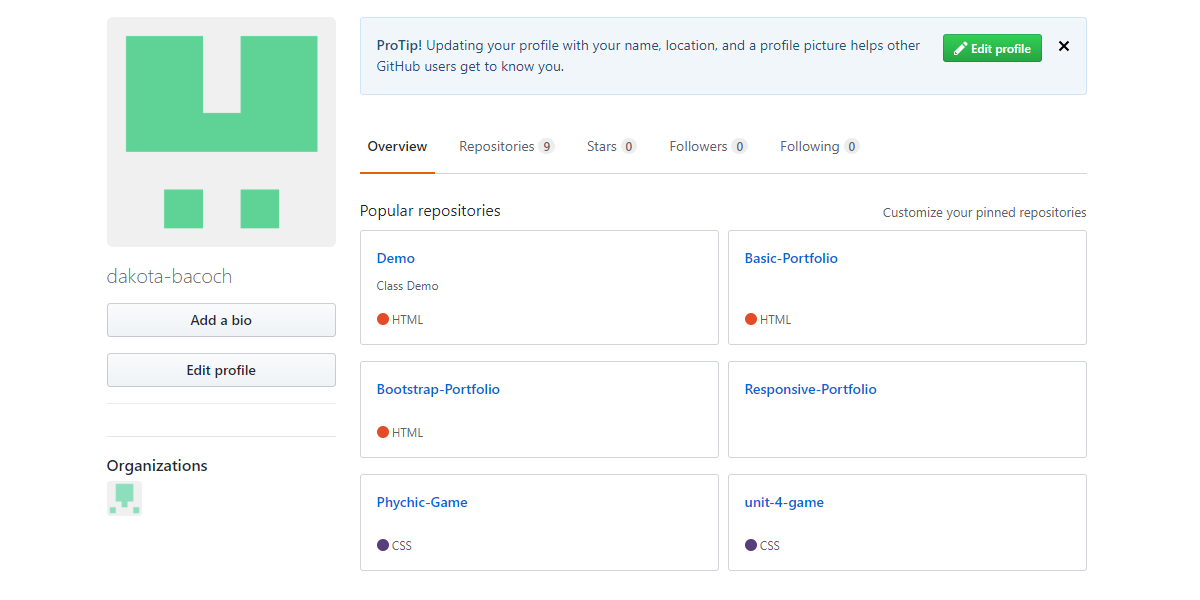 ProTip! Updating your profile with your name, location, and a profile picture helps other
GitHub users get to know you.
Edit profile
Overview Repositories 9 Stars 0 Followers 0 Following 0
dakota-bacoch
Add a bio
Edit profile
Organizations
Popular repositories
Customize your pinned repositories
Demo
Class Demo
HTML
Basic-Portfolio
HTML
Bootstrap-Portfolio
HTML
Responsive-Portfolio
Phychic-Game
CSS
unit-4-game
CSS